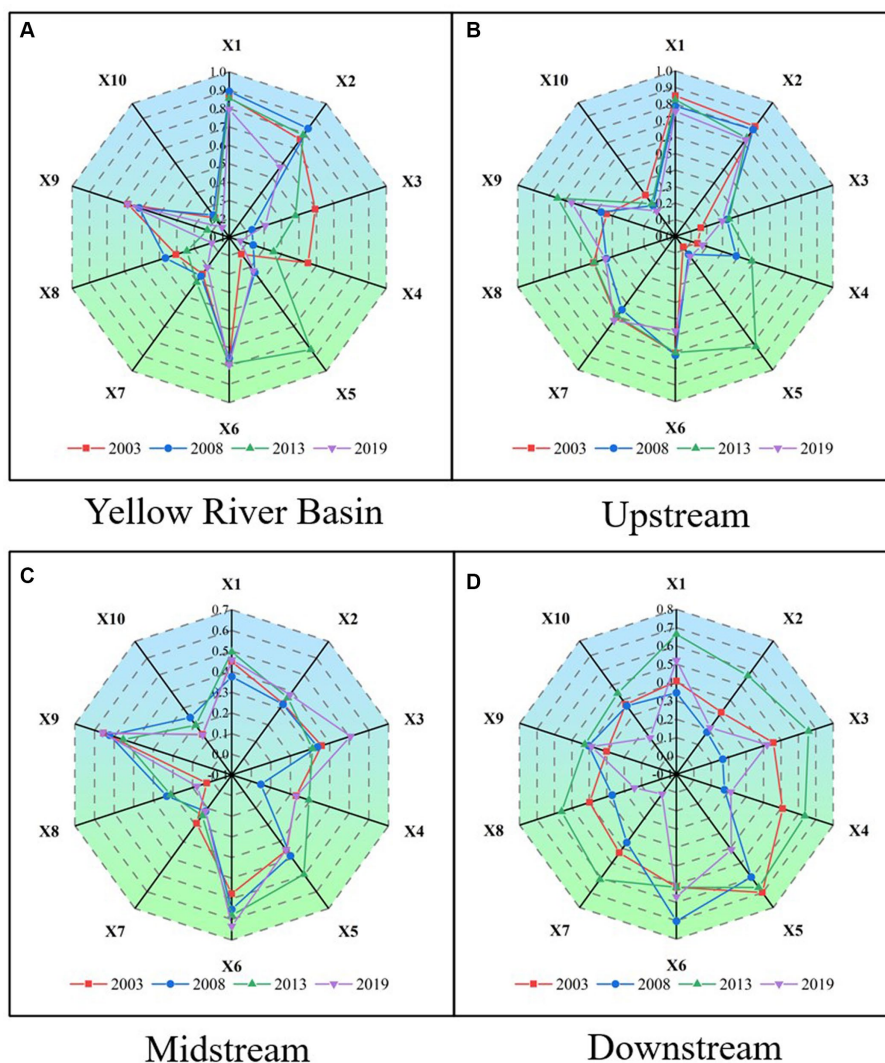 A
X1
X2
X3
X4
X5
X6
X7
X8
X9
X10
1.0
0.9
0.8
0.7
0.6
0.5
0.4
0.3
0.2
2003 2008 2013 2019
Yellow River Basin
B
X1
X2
X3
X4
X5
X6
X7
X8
X9
X10
1.0
0.9
0.8
0.7
0.6
0.5
0.4
0.3
0.2
0.1
0.0
2003 2008 2013 2019
Upstream
C
X1
X2
X3
X4
X5
X6
X7
X8
X9
X10
0.7
0.6
0.5
0.4
0.3
0.2
0.1
0.0
-0.1
2003 2008 2013 2019
Midstream
D
X1
X2
X3
X4
X5
X6
X7
X8
X9
X10
0.8
0.7
0.6
0.5
0.4
0.3
0.2
0.1
0.0
-0.1
2003 2008 2013 2019
Downstream